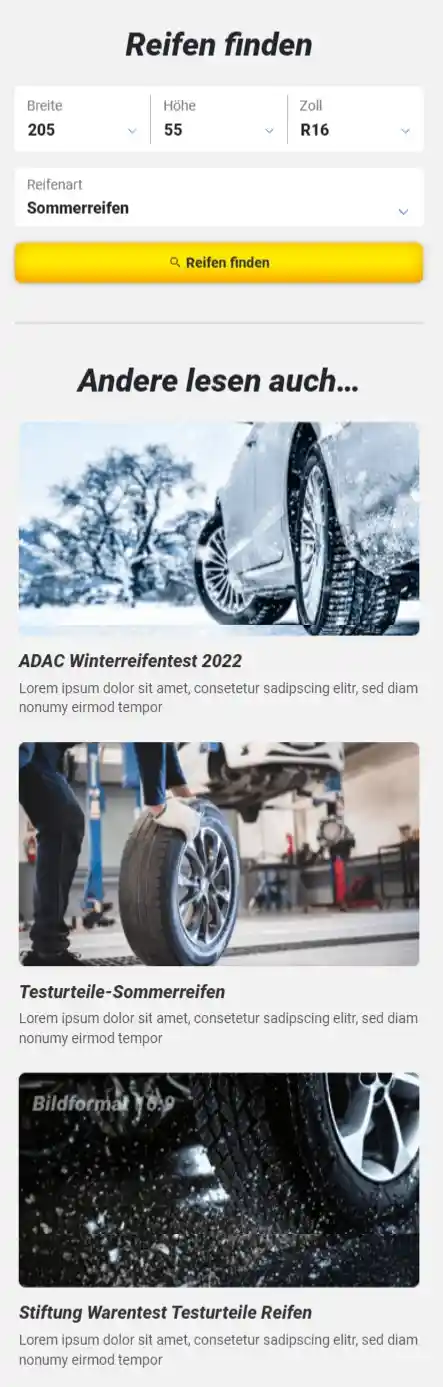 Reifen finden
Breite
205
Höhe
55
Zoll
R16
Reifenart
Sommerreifen
Reifen finden
Andere lesen auch...
ADAC Winterreifentest 2022
Lorem ipsum dolor sit amet, consetetur sadipscing elitr, sed diam
nonumy eirmod tempor
Testurteile-Sommerreifen
Lorem ipsum dolor sit amet, consetetur sadipscing elitr, sed diam
nonumy eirmod tempor
Bildformat 16:9
Stiftung Warentest Testurteile Reifen
Lorem ipsum dolor sit amet, consetetur sadipscing elitr, sed diam
nonumy eirmod tempor